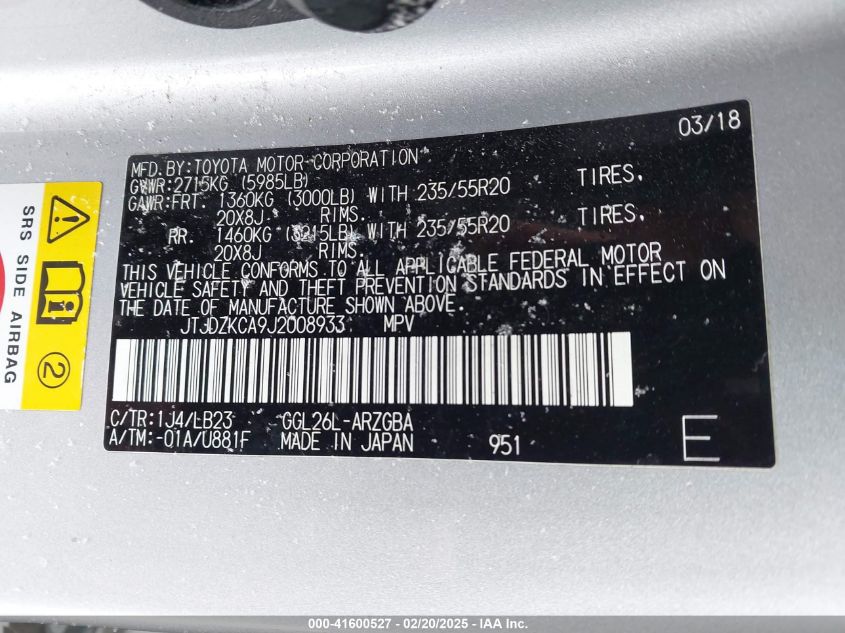 03/18
MFD.BY:TOYOTA MOTOR CORPORATION
GVWR:2715KG (5985LB)
GAWR:FRT. 1360KG (3000LB) WITH 235/55R20 TIRES,
20X8J RIMS.
RR. 1460KG (3215LB) WITH 235/55R20 TIRES,
20X8J RIMS.
THIS VEHICLE CONFORMS TO ALL APPLICABLE FEDERAL MOTOR
VEHICLE SAFETY AND THEFT PREVENTION STANDARDS IN EFFECT ON
THE DATE OF MANUFACTURE SHOWN ABOVE.
JTJDZKCA9J2008933 MPV
C/TR:1J4/LB23 GGL26L-ARZGBA
A/TM:-01A/U881F MADE IN JAPAN 951 E
SRS SIDE AIRBAG
2
000-41600527 - 02/20/2025 - IAA Inc.